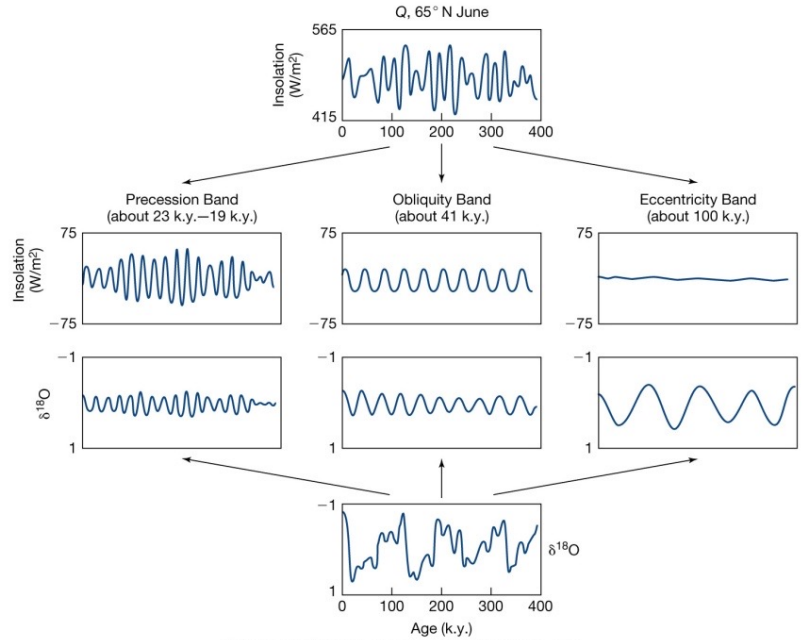 Q, 65° N June
565
Insolation
(W/m²)
415
0 100 200 300 400
Precession Band
(about 23 k.y.—19 k.y.)
Obliquity Band
(about 41 k.y.)
Eccentricity Band
(about 100 k.y.)
75
Insolation
(W/m²)
−75
75
−75
75
−75
−1
δ¹⁸O
1
−1
1
−1
1
−1
δ¹⁸O
1
0 100 200 300 400
Age (k.y.)